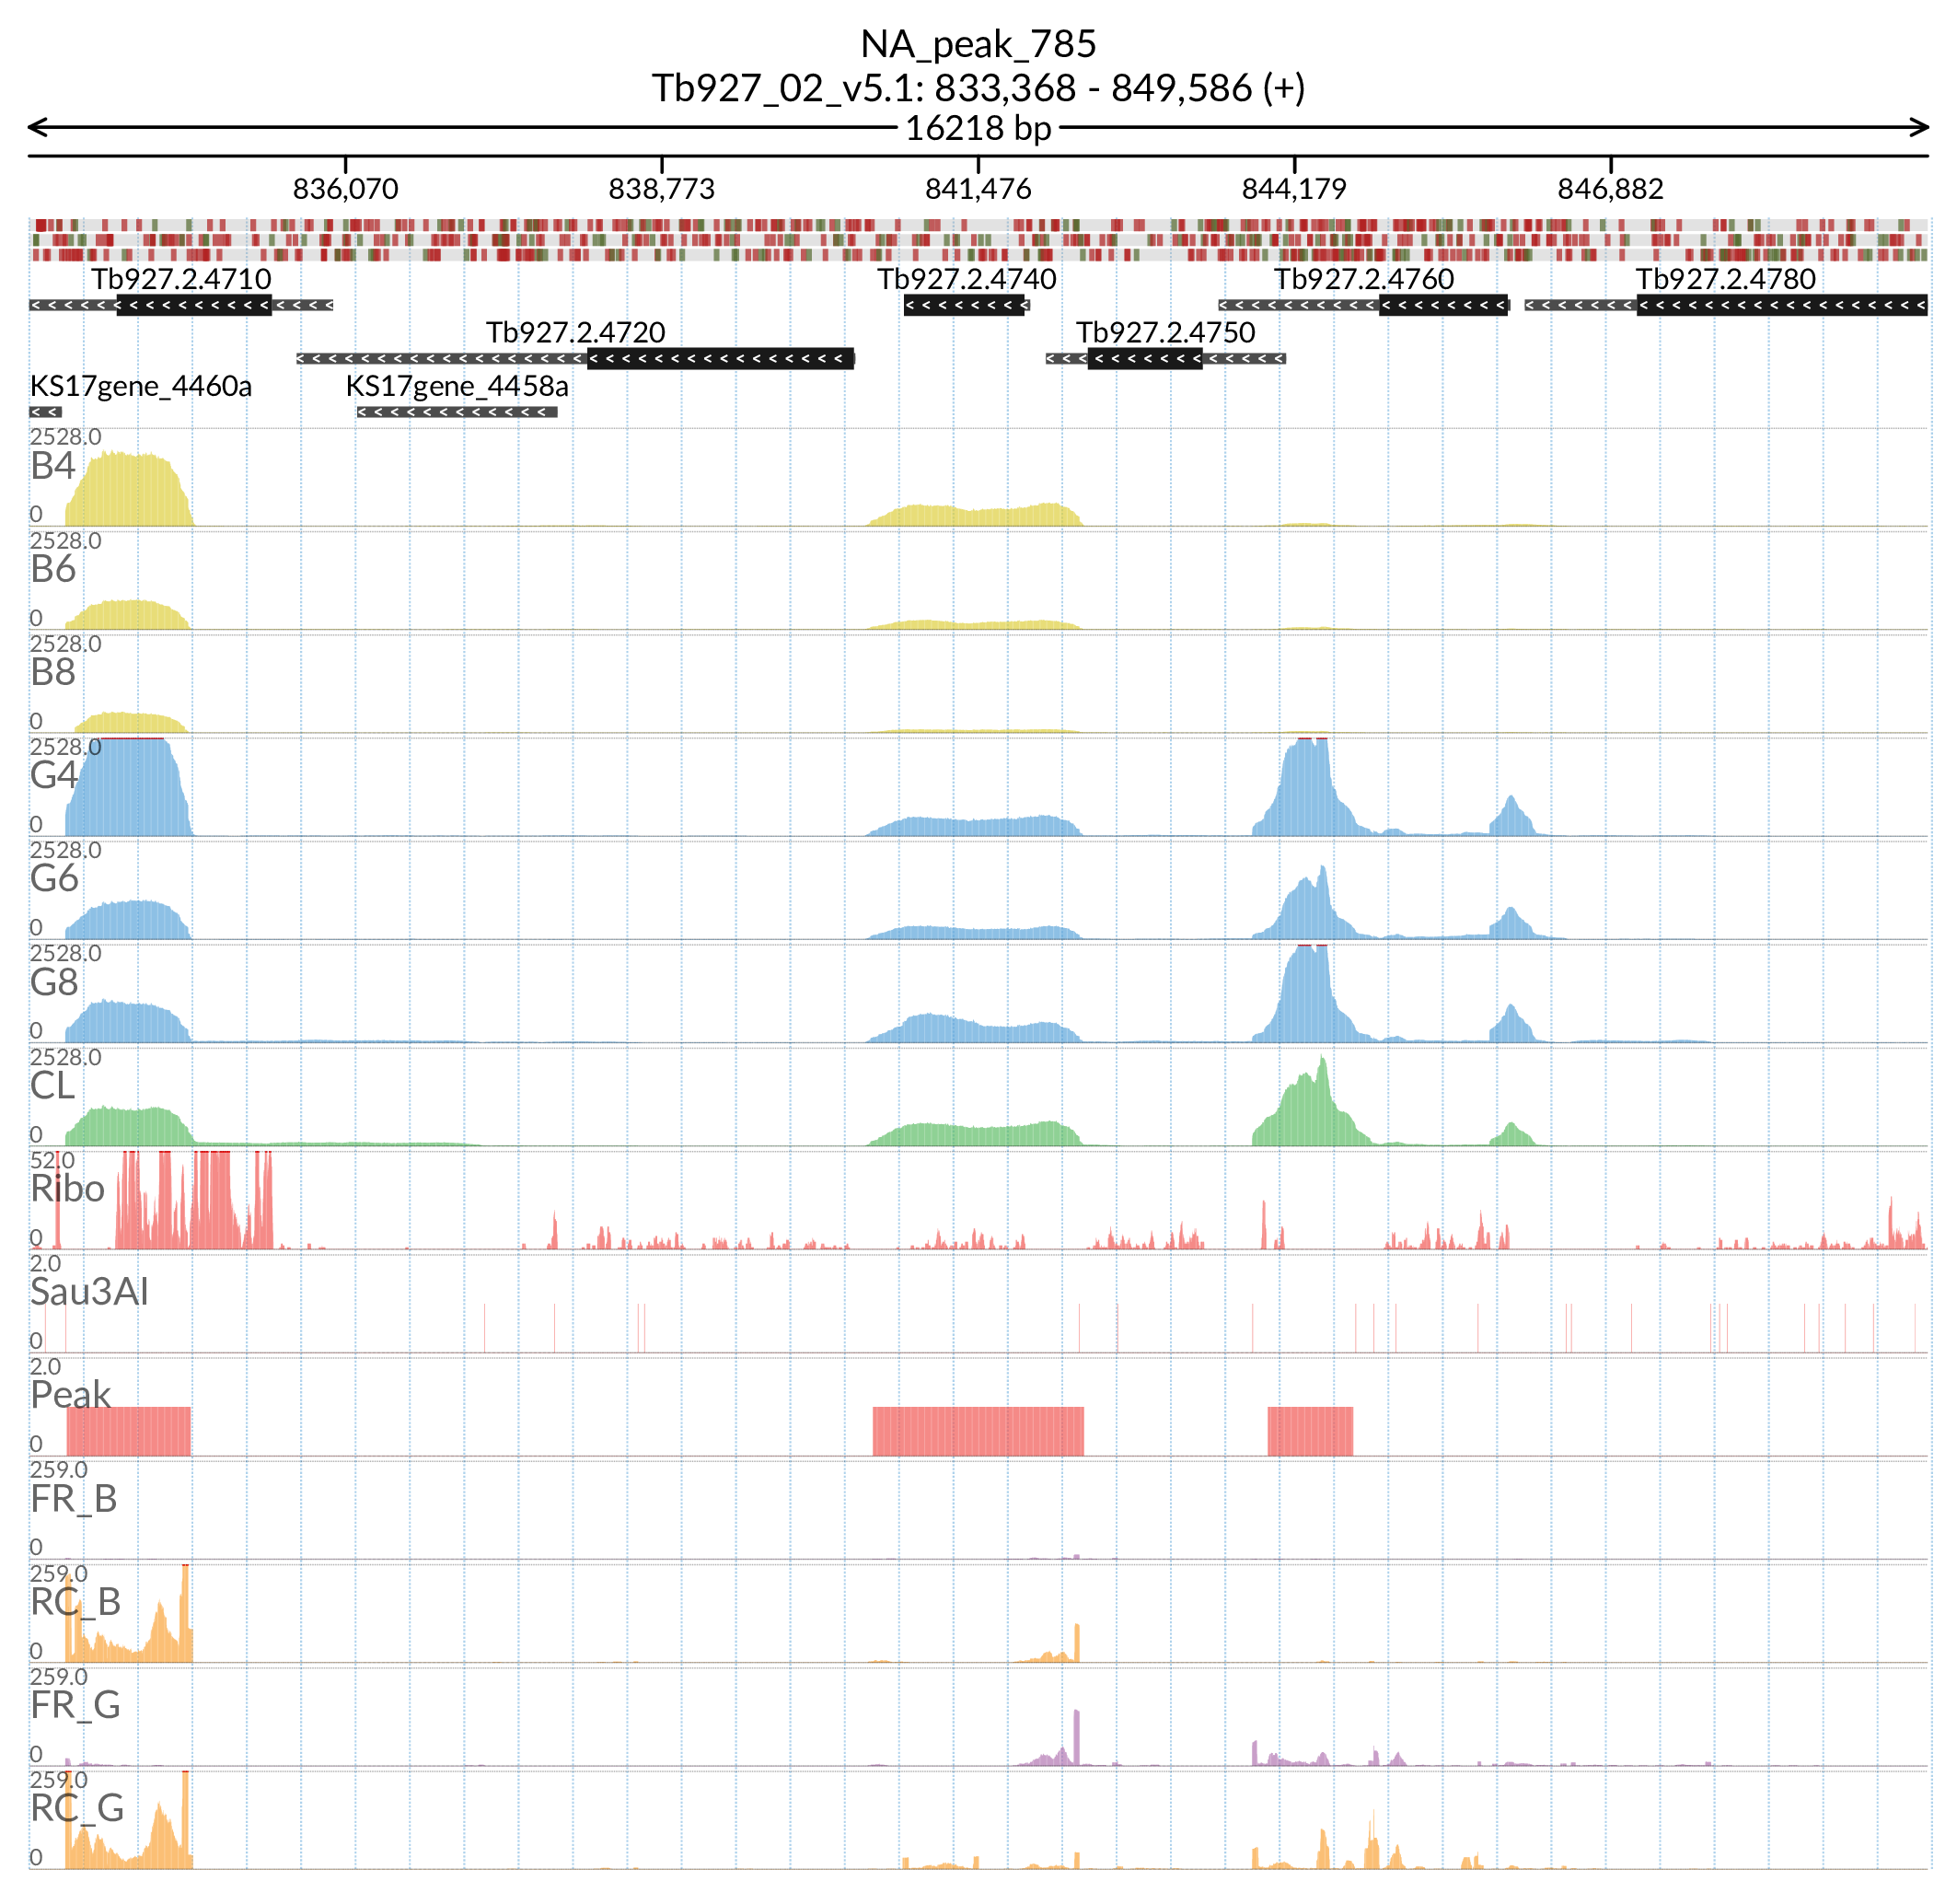 NA_peak_785
Tb927_02_v5.1: 833,368 - 849,586 (+)
16218 bp
836,070 838,773 841,476 844,179 846,882
Tb927.2.4710 Tb927.2.4740 Tb927.2.4760 Tb927.2.4780
Tb927.2.4720 Tb927.2.4750
KS17gene_4460a KS17gene_4458a
2528.0
B4
0
2528.0
B6
0
2528.0
B8
0
2528.0
G4
0
2528.0
G6
0
2528.0
G8
0
2528.0
CL
0
52.0
Ribo
0
2.0
Sau3AI
0
2.0
Peak
0
259.0
FR_B
0
259.0
RC_B
0
259.0
FR_G
0
259.0
RC_G
0